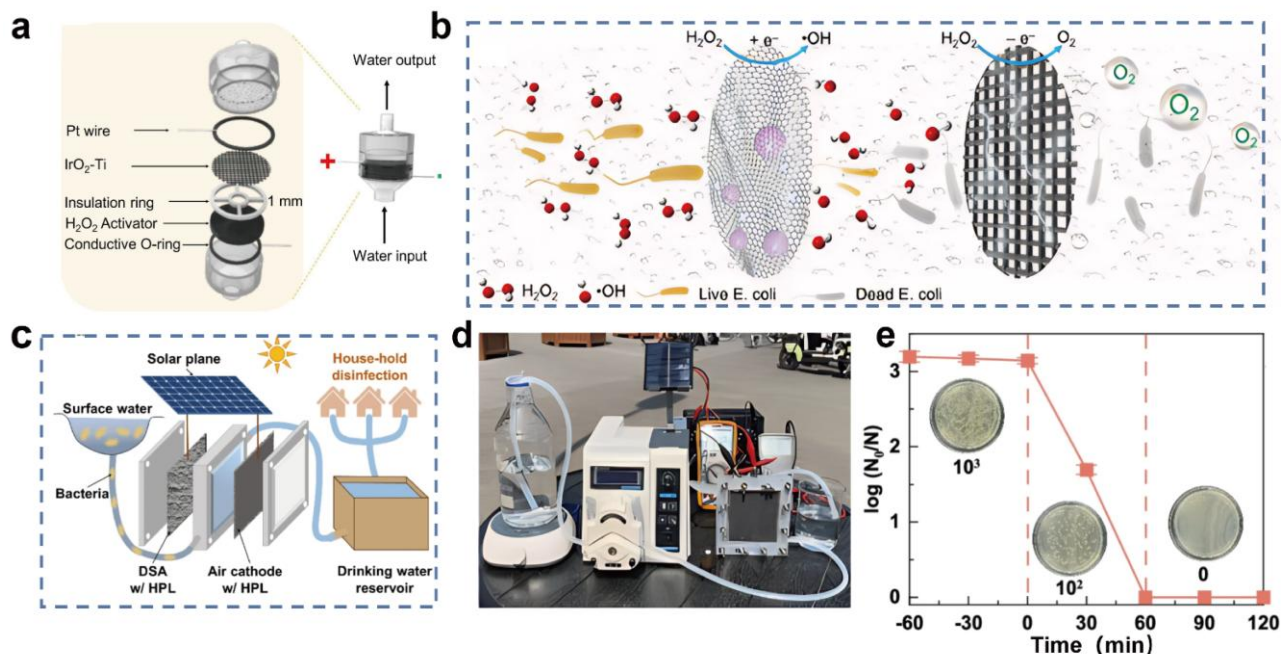 a
Water output
Pt wire
IrO₂-Ti
Insulation ring
1 mm
H₂O₂ Activator
Conductive O-ring
+
Water input
b
H₂O₂ + e⁻ •OH
H₂O₂ − e⁻ O₂
O₂
O₂
O₂
H₂O₂ •OH Live E. coli Dead E. coli
c
Solar plane
House-hold
disinfection
Surface water
Bacteria
DSA
w/ HPL
Air cathode
w/ HPL
Drinking water
reservoir
d
e
log (N₀/N)
3
2
1
0
10³
10²
0
-60 -30 0 30 60 90 120
Time（min）